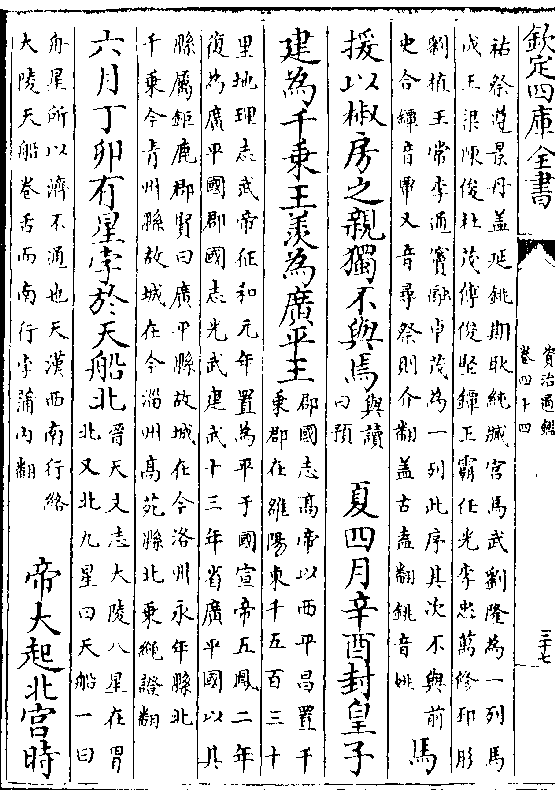 欽定四庫全書
資治通鑑
卷四十四
三十七
祐祭遵景丹蓋延銚期耿純臧宫馬武劉隆為一列馬
成王梁陳俊杜茂傅俊堅鐔王霸任光李忠萬修邳彤
劉植王常李通竇融卓茂為一列此序其次不與前
史合鐔音覃又音尋祭則介翻蓋古盍翻銚音姚
馬
援以椒房之親獨不與焉
與讀
曰預
夏四月辛酉封皇子
建為千乗王羨為廣平王
郡國志髙帝以西平昌置千
乗郡在雒陽東千五百三十
里地理志武帝征和元年置為平于國宣帝五鳳二年
復為廣平國郡國志光武建武十三年省廣平國以其
縣屬鉅鹿郡賢曰廣平縣故城在今洺州永年縣北
千乗今青州縣故城在今淄州髙苑縣北乗繩證翻
六月丁卯有星孛於天船北
晉天文志大陵八星在胃
北又北九星曰天船一曰
舟星所以濟不通也天漢西南行絡
大陵天船卷舌而南行孛蒲内翻
帝大起北宫時